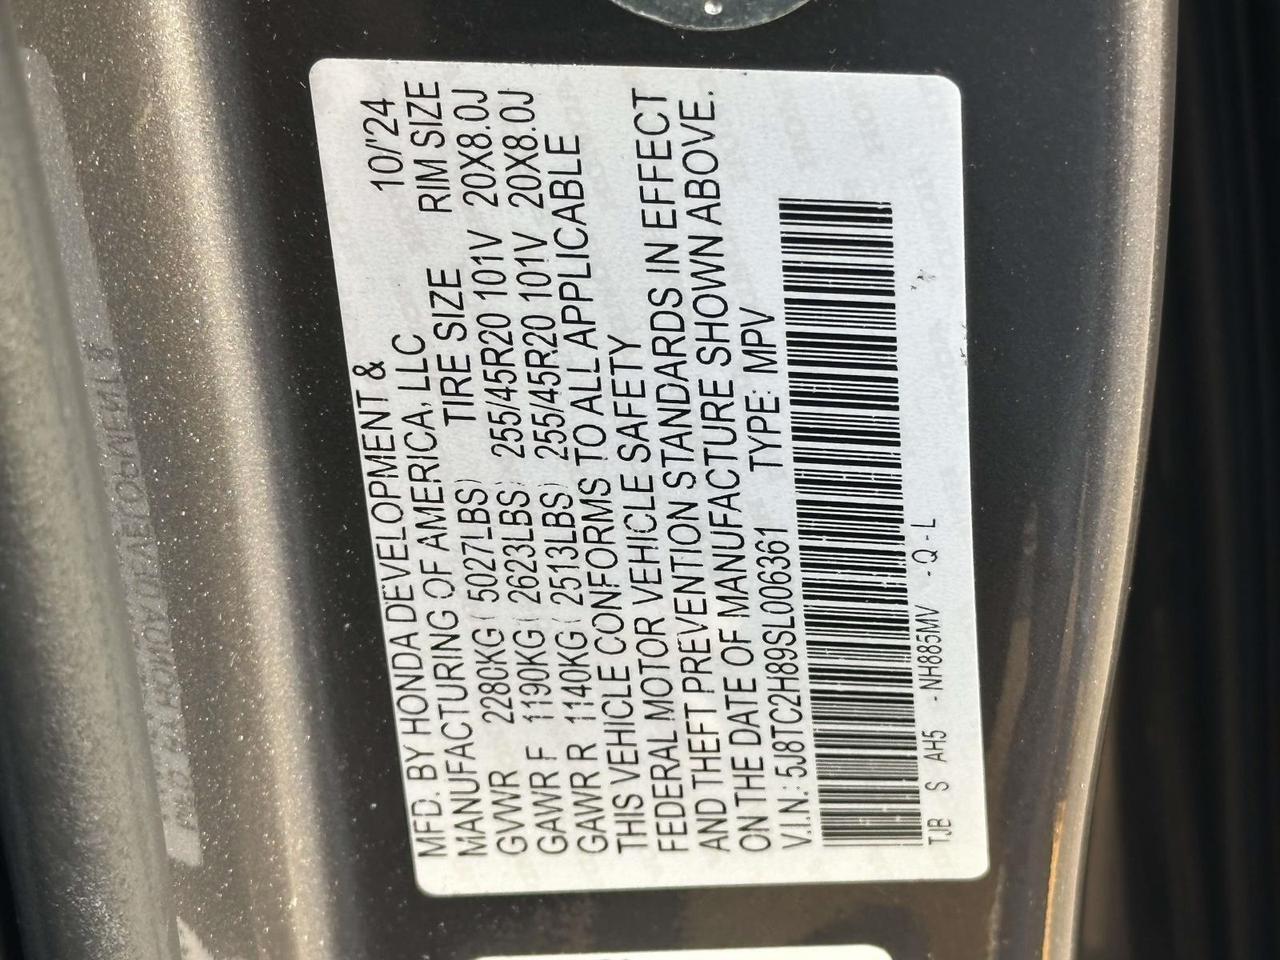 MFD. BY HONDA DEVELOPMENT & 10/'24
MANUFACTURING OF AMERICA, LLC RIM SIZE
TIRE SIZE
GVWR 2280KG ( 5027LBS) 255/45R20 101V 20X8.0J
GAWR F 1190KG ( 2623LBS) 255/45R20 101V 20X8.0J
GAWR R 1140KG ( 2513LBS)
THIS VEHICLE CONFORMS TO ALL APPLICABLE
FEDERAL MOTOR VEHICLE SAFETY
AND THEFT PREVENTION STANDARDS IN EFFECT
ON THE DATE OF MANUFACTURE SHOWN ABOVE.
V.I.N.: 5J8TC2H89SL006361 TYPE: MPV
TJB S AH5 - NH885MV - Q - L